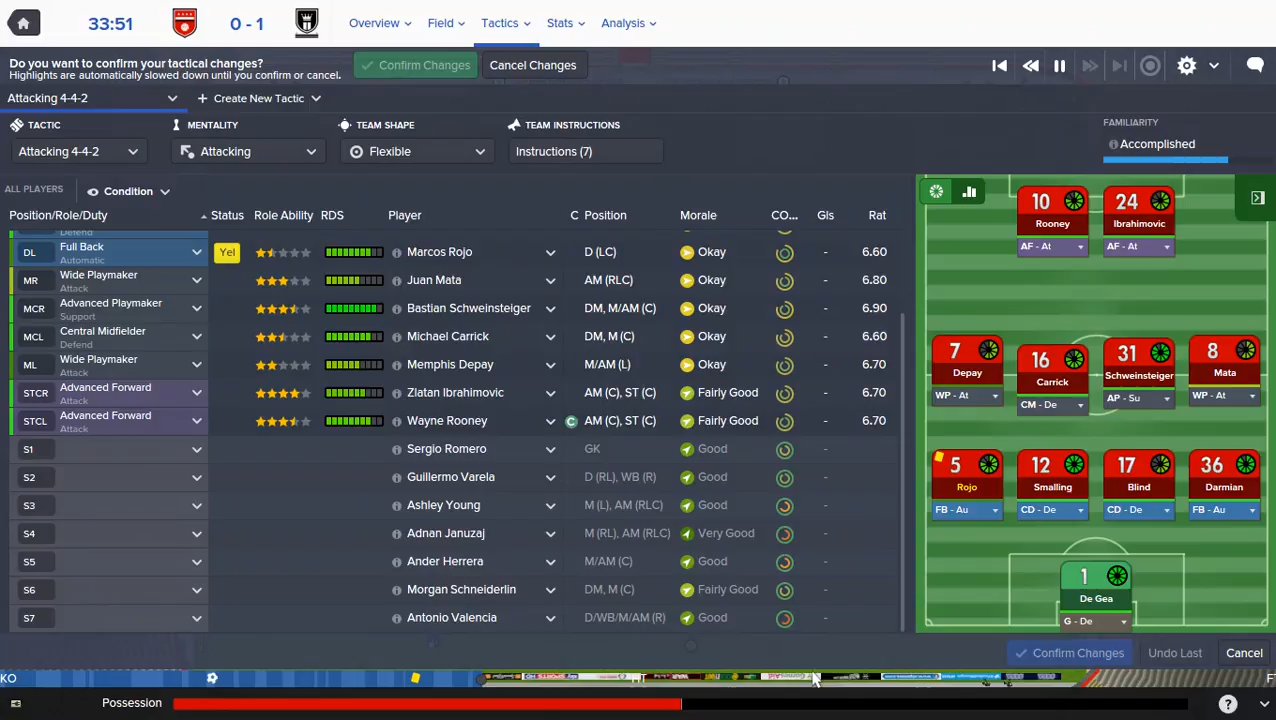 33:51
0 - 1
Overview
Field
Tactics
Stats
Analysis
Do you want to confirm your tactical changes?
Highlights are automatically slowed down until you confirm or cancel.
Confirm Changes
Cancel Changes
Attacking 4-4-2
Create New Tactic
TACTIC
MENTALITY
TEAM SHAPE
TEAM INSTRUCTIONS
FAMILIARITY
Attacking 4-4-2
Attacking
Flexible
Instructions (7)
Accomplished
ALL PLAYERS
Condition
Position/Role/Duty Status Role Ability RDS Player C Position Morale CO... Gls Rat
Defend
DL Full Back Automatic Yel Marcos Rojo D (LC) Okay - 6.60
MR Wide Playmaker Attack Juan Mata AM (RLC) Okay - 6.80
MCR Advanced Playmaker Support Bastian Schweinsteiger DM, M/AM (C) Okay - 6.90
MCL Central Midfielder Defend Michael Carrick DM, M (C) Okay - 6.60
ML Wide Playmaker Attack Memphis Depay M/AM (L) Okay - 6.70
STCR Advanced Forward Attack Zlatan Ibrahimovic AM (C), ST (C) Fairly Good - 6.70
STCL Advanced Forward Attack Wayne Rooney C AM (C), ST (C) Fairly Good - 6.70
S1 Sergio Romero GK Good -
S2 Guillermo Varela D (RL), WB (R) Good -
S3 Ashley Young M (L), AM (RLC) Good -
S4 Adnan Januzaj M (RL), AM (RLC) Very Good -
S5 Ander Herrera M/AM (C) Good -
S6 Morgan Schneiderlin DM, M (C) Fairly Good -
S7 Antonio Valencia D/WB/M/AM (R) Good -
10 24
Rooney Ibrahimovic
AF - At AF - At
7 16 31 8
Depay Carrick Schweinsteiger Mata
WP - At CM - De AP - Su WP - At
5 12 17 36
Rojo Smalling Blind Darmian
FB - Au CD - De CD - De FB - Au
1
De Gea
G - De
Confirm Changes
Undo Last
Cancel
KO
HT
Possession
?